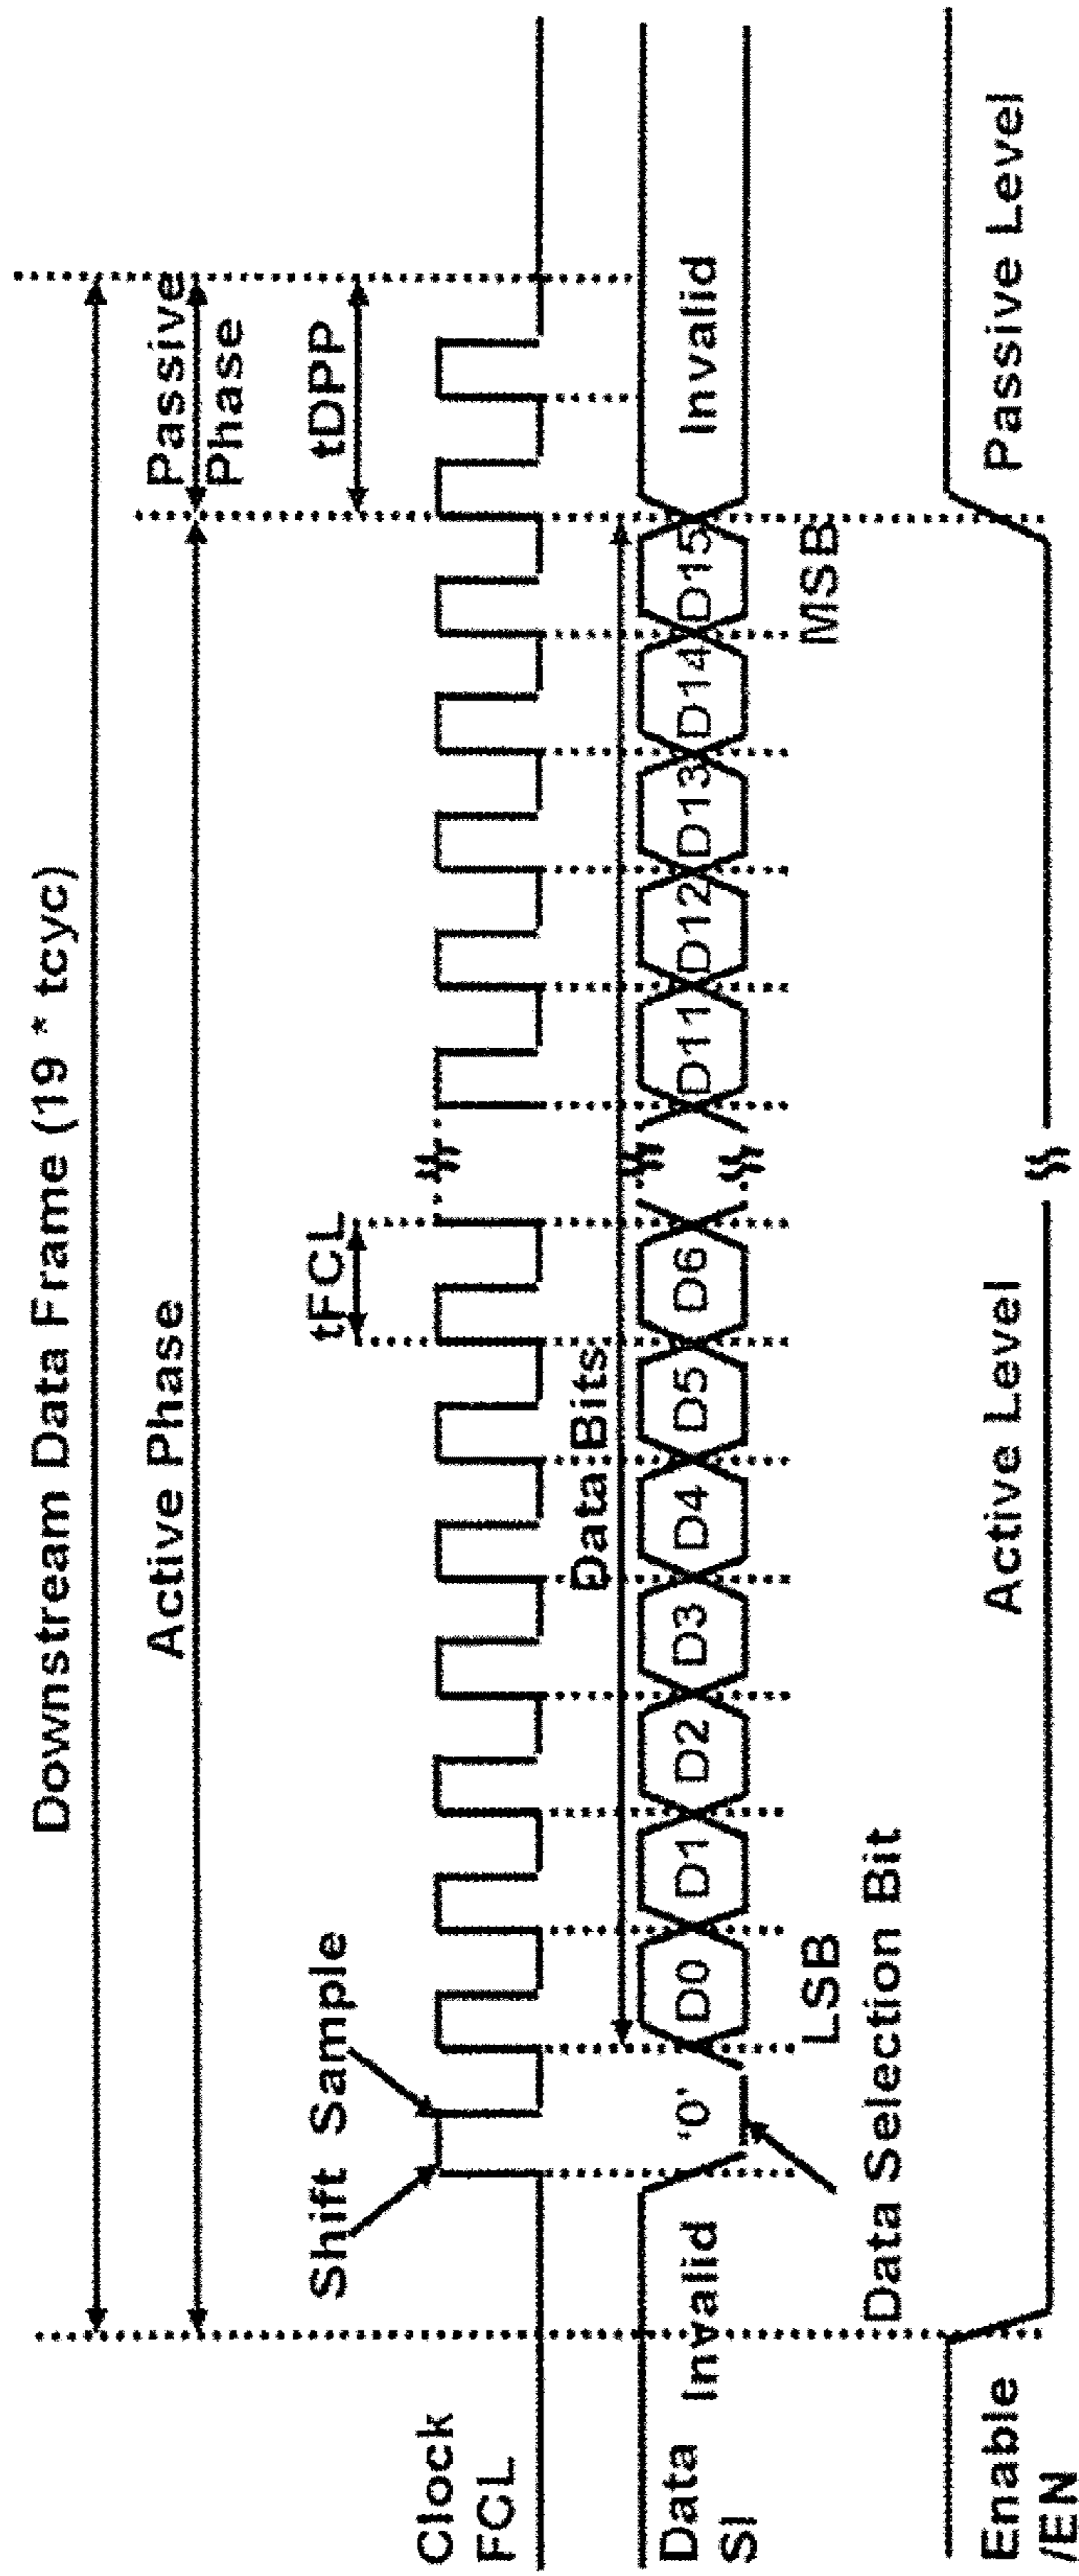 Downstream Data Frame (19 * tcyc)
Active Phase
Passive
Phase
Shift Sample
tFCL
tDPP
Clock
FCL
Data Bits
Data
SI
Invalid
'0'
D0
D1
D2
D3
D4
D5
D6
D11
D12
D13
D14
D15
Invalid
LSB
MSB
Data Selection Bit
Enable
/EN
Active Level
Passive Level